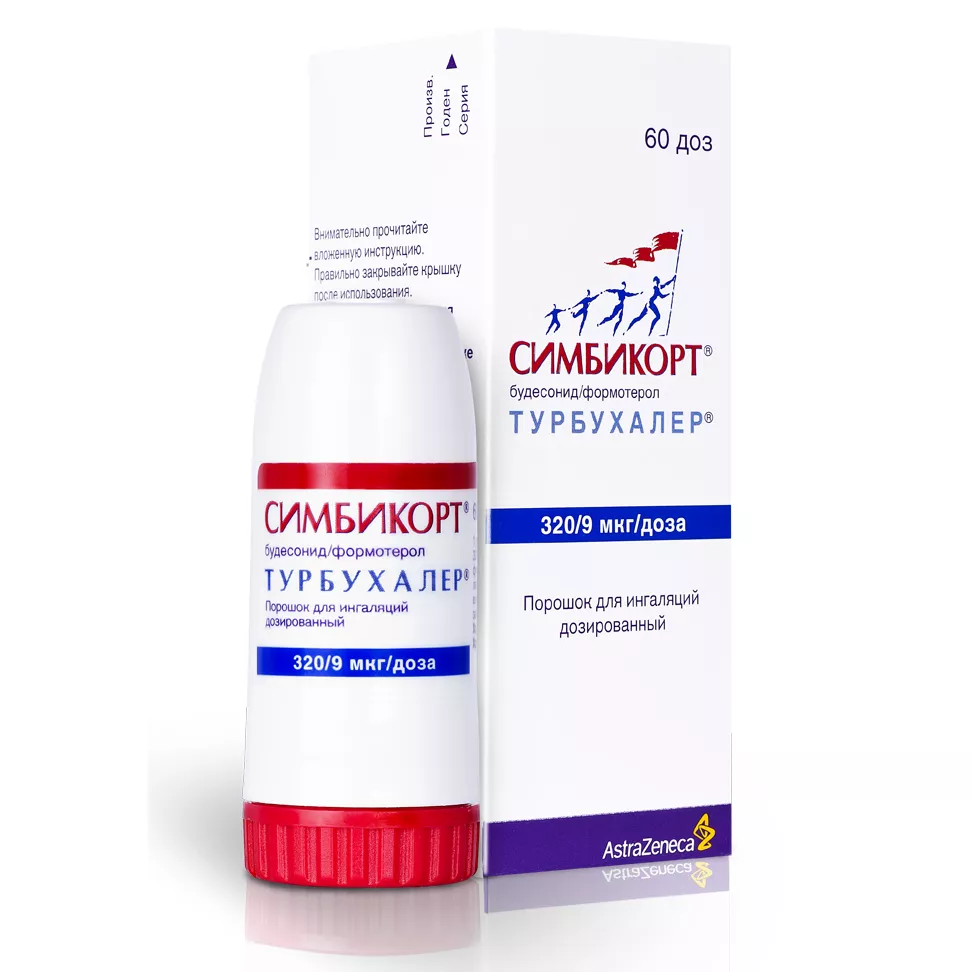 Произв.
Годен
Серия
60 доз
Внимательно прочитайте
вложенную инструкцию.
Правильно закрывайте крышку
после использования.
СИМБИКОРТ®
будесонид/формотерол
ТУРБУХАЛЕР®
320/9 мкг/доза
Порошок для ингаляций
дозированный
AstraZeneca
СИМБИКОРТ®
будесонид/формотерол
ТУРБУХАЛЕР®
Порошок для ингаляций
дозированный
320/9 мкг/доза